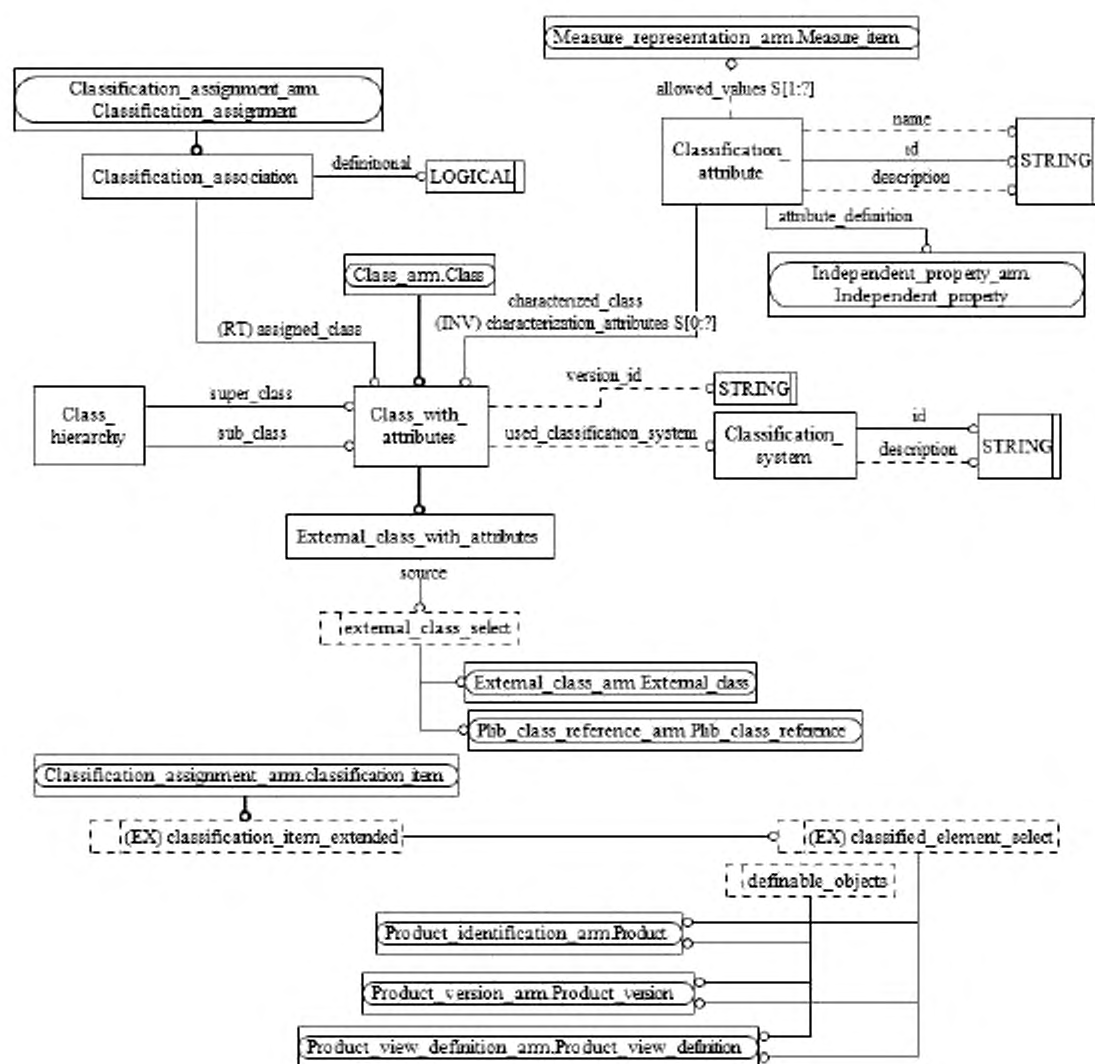 Measure_representation_arm.Measure_item
Classification_assignment_arm.
Classification_assignment
allowed_values S[1:?]
name
Classification_
attribute
id
STRING
description
definitional
Classification_association
LOGICAL
attribute_definition
Independent_property_arm.
Independent_property
Class_arm.Class
characterized_class
(RT) assigned_class
(INV) characterization_attributes S[0:?]
version_id
STRING
super_class
Class_
hierarchy
sub_class
Class_with_
attributes
used_classification_system
Classification_
system
id
description
STRING
External_class_with_attributes
source
external_class_select
External_class_arm.External_class
Plib_class_reference_arm.Plib_class_reference
Classification_assignment_arm.classification_item
(EX) classification_item_extended
(EX) classified_element_select
definable_objects
Product_identification_arm.Product
Product_version_arm.Product_version
Product_view_definition_arm.Product_view_definition